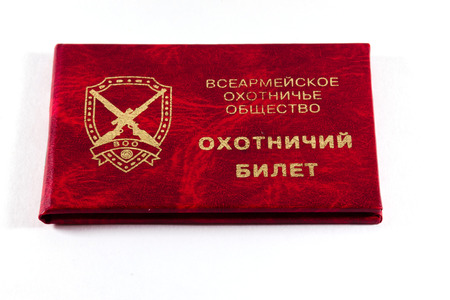 ВОО
ВСЕАРМЕЙСКОЕ
ОХОТНИЧЬЕ
ОБЩЕСТВО
ОХОТНИЧИЙ
БИЛЕТ